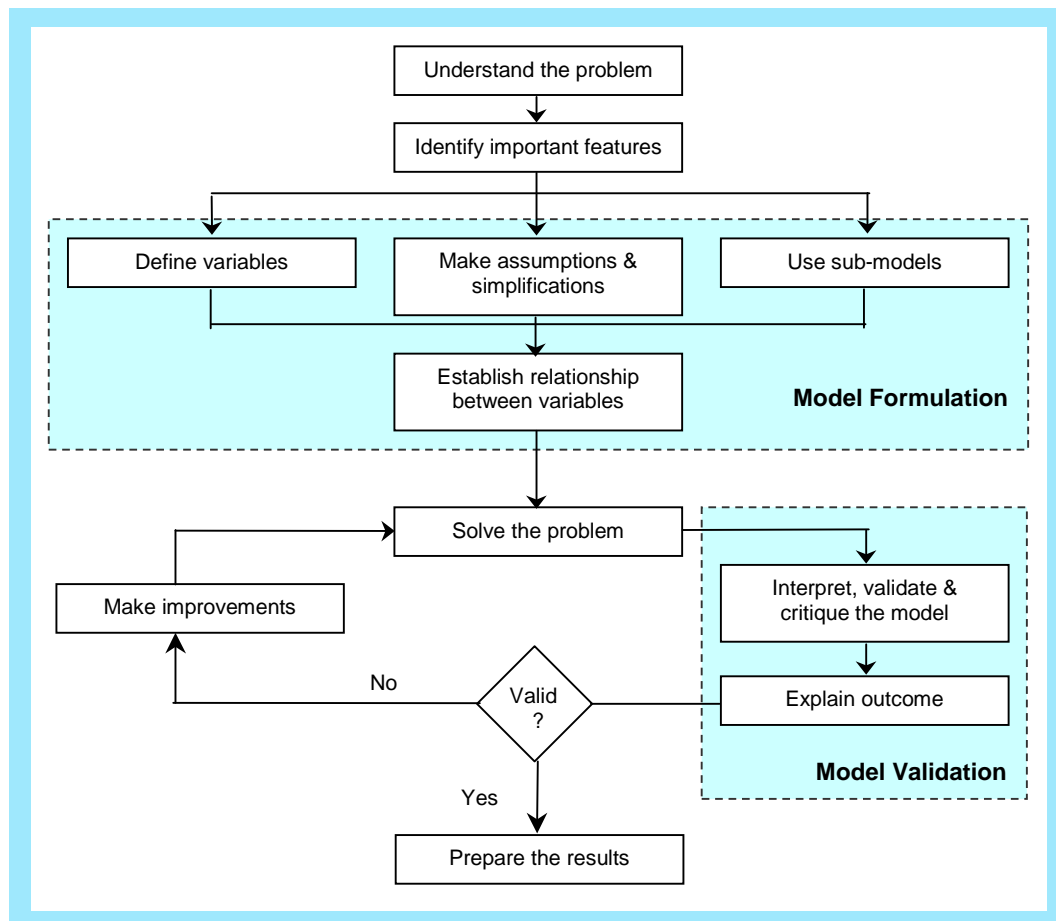 Understand the problem
Identify important features
Define variables
Make assumptions &
simplifications
Use sub-models
Establish relationship
between variables
Model Formulation
Solve the problem
Interpret, validate &
critique the model
Make improvements
No
Valid
?
Explain outcome
Model Validation
Yes
Prepare the results